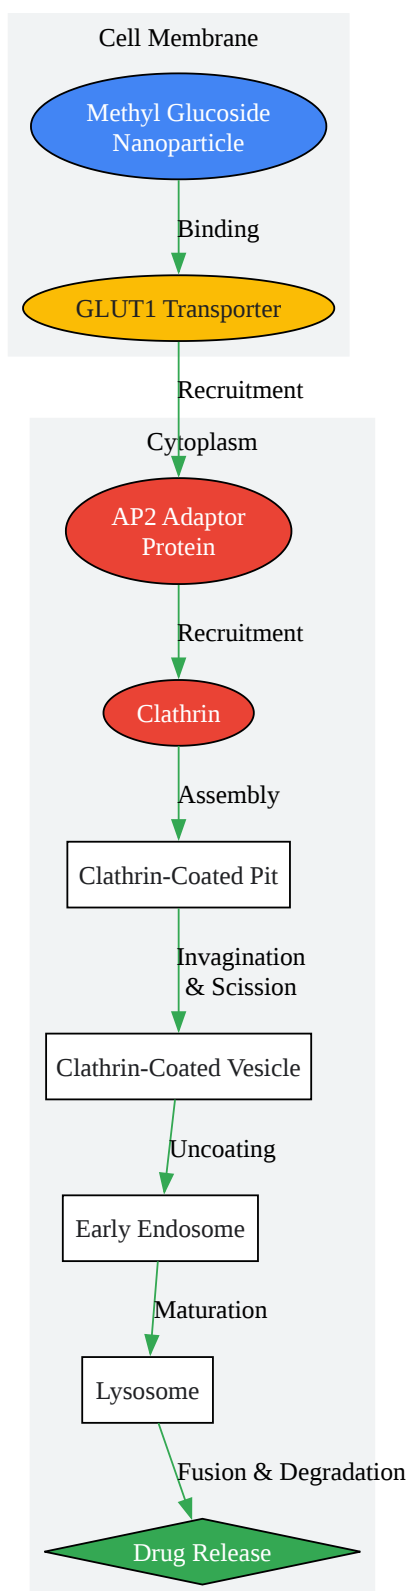 Cell Membrane
Methyl Glucoside
Nanoparticle
Binding
GLUT1 Transporter
Recruitment
Cytoplasm
AP2 Adaptor
Protein
Recruitment
Clathrin
Assembly
Clathrin-Coated Pit
Invagination
& Scission
Clathrin-Coated Vesicle
Uncoating
Early Endosome
Maturation
Lysosome
Fusion & Degradation
Drug Release